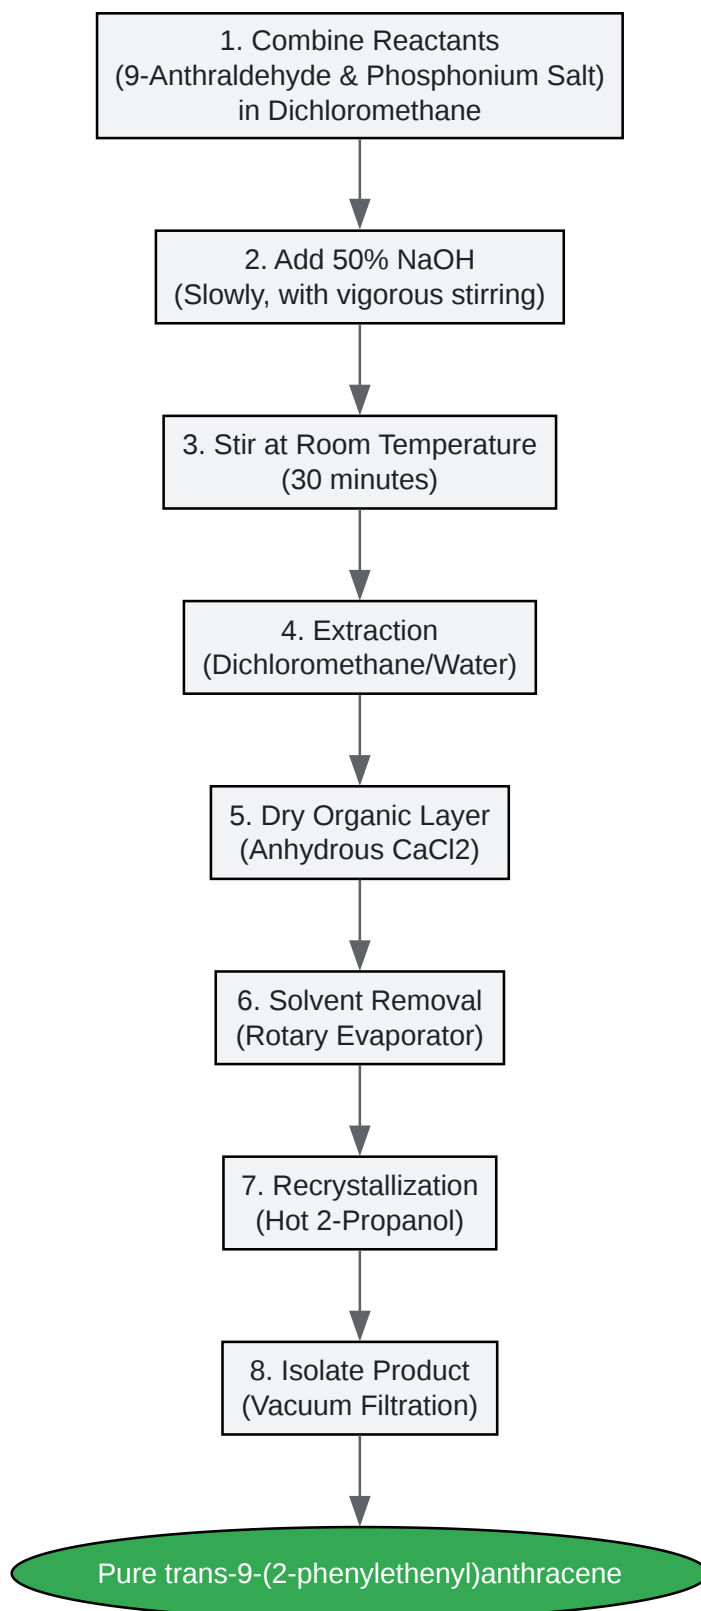 1. Combine Reactants
(9-Anthraldehyde & Phosphonium Salt)
in Dichloromethane
2. Add 50% NaOH
(Slowly, with vigorous stirring)
3. Stir at Room Temperature
(30 minutes)
4. Extraction
(Dichloromethane/Water)
5. Dry Organic Layer
(Anhydrous CaCl2)
6. Solvent Removal
(Rotary Evaporator)
7. Recrystallization
(Hot 2-Propanol)
8. Isolate Product
(Vacuum Filtration)
Pure trans-9-(2-phenylethenyl)anthracene